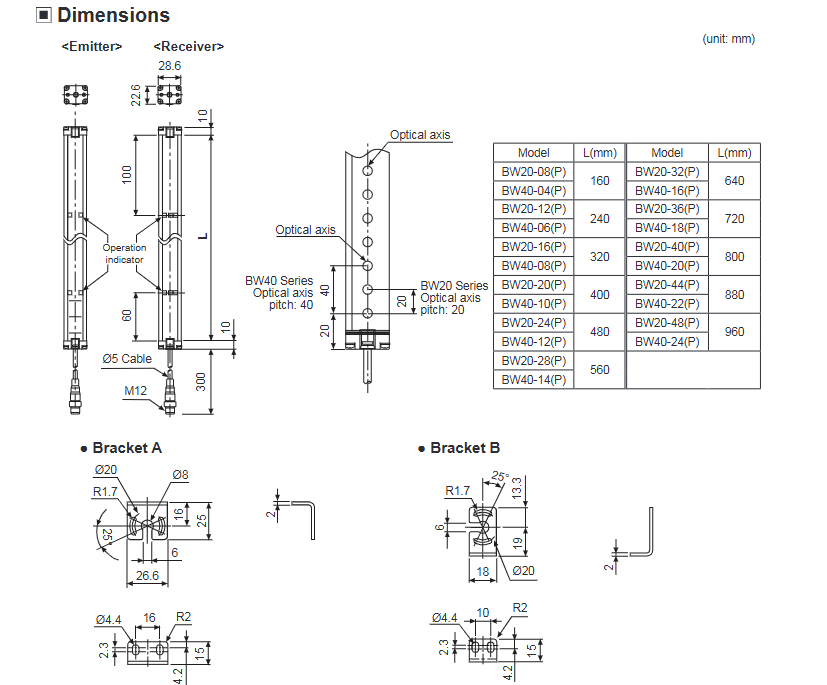 Dimensions
(unit: mm)
<Emitter>
<Receiver>
28.6
22.6
10
100
L
Operation
indicator
60
10
Ø5 Cable
M12
300
Optical axis
Optical axis
BW40 Series
Optical axis
pitch: 40
40
20
20
BW20 Series
Optical axis
pitch: 20
Model L(mm) Model L(mm)
BW20-08(P) 160 BW20-32(P) 640
BW40-04(P) BW40-16(P)
BW20-12(P) 240 BW20-36(P) 720
BW40-06(P) BW40-18(P)
BW20-16(P) 320 BW20-40(P) 800
BW40-08(P) BW40-20(P)
BW20-20(P) 400 BW20-44(P) 880
BW40-10(P) BW40-22(P)
BW20-24(P) 480 BW20-48(P) 960
BW40-12(P) BW40-24(P)
BW20-28(P) 560
BW40-14(P)
● Bracket A
Ø20
Ø8
R1.7
25°
16
25
6
26.6
2
Ø4.4
16
R2
2.3
15
4.2
● Bracket B
25°
R1.7
13.3
6
19
18
Ø20
2
Ø4.4
10
R2
2.3
15
4.2